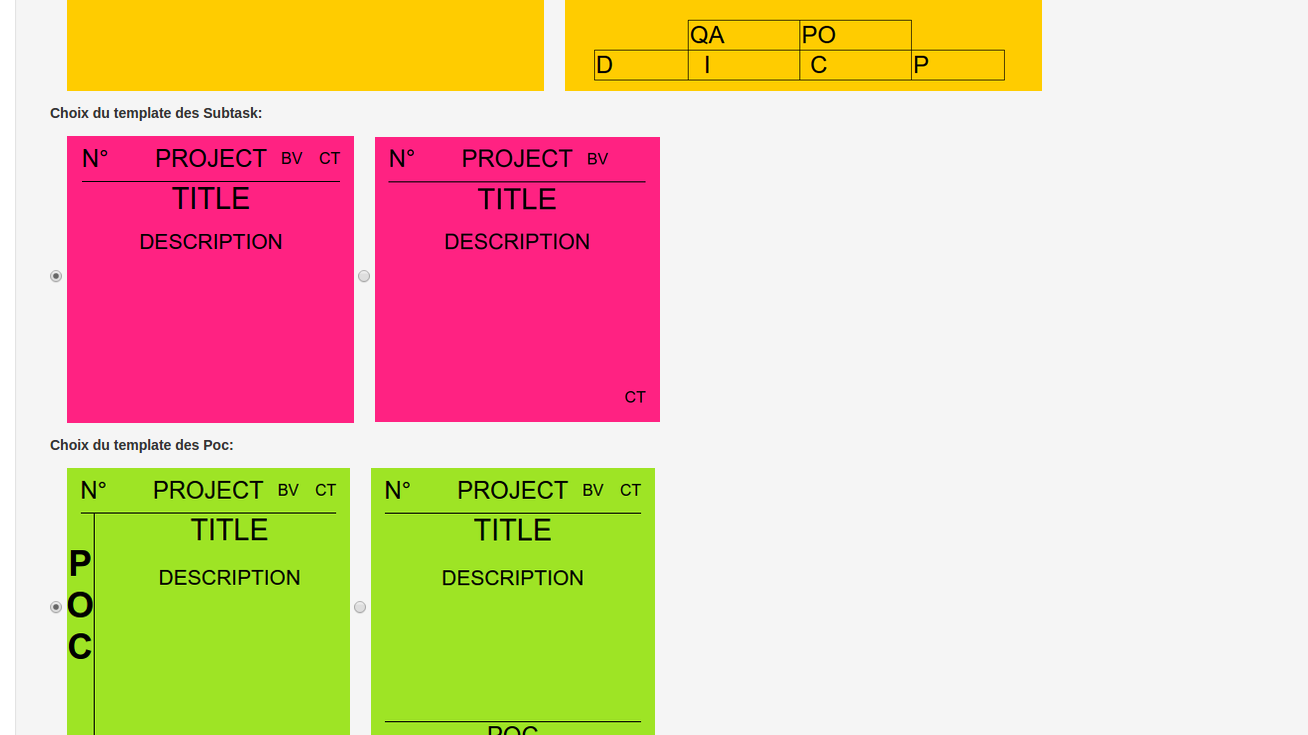 QA PO
D I C P
Choix du template des Subtask:
N° PROJECT BV CT
TITLE
DESCRIPTION
N° PROJECT BV
TITLE
DESCRIPTION
CT
Choix du template des Poc:
N° PROJECT BV CT
TITLE
DESCRIPTION
P
O
C
N° PROJECT BV CT
TITLE
DESCRIPTION
POC